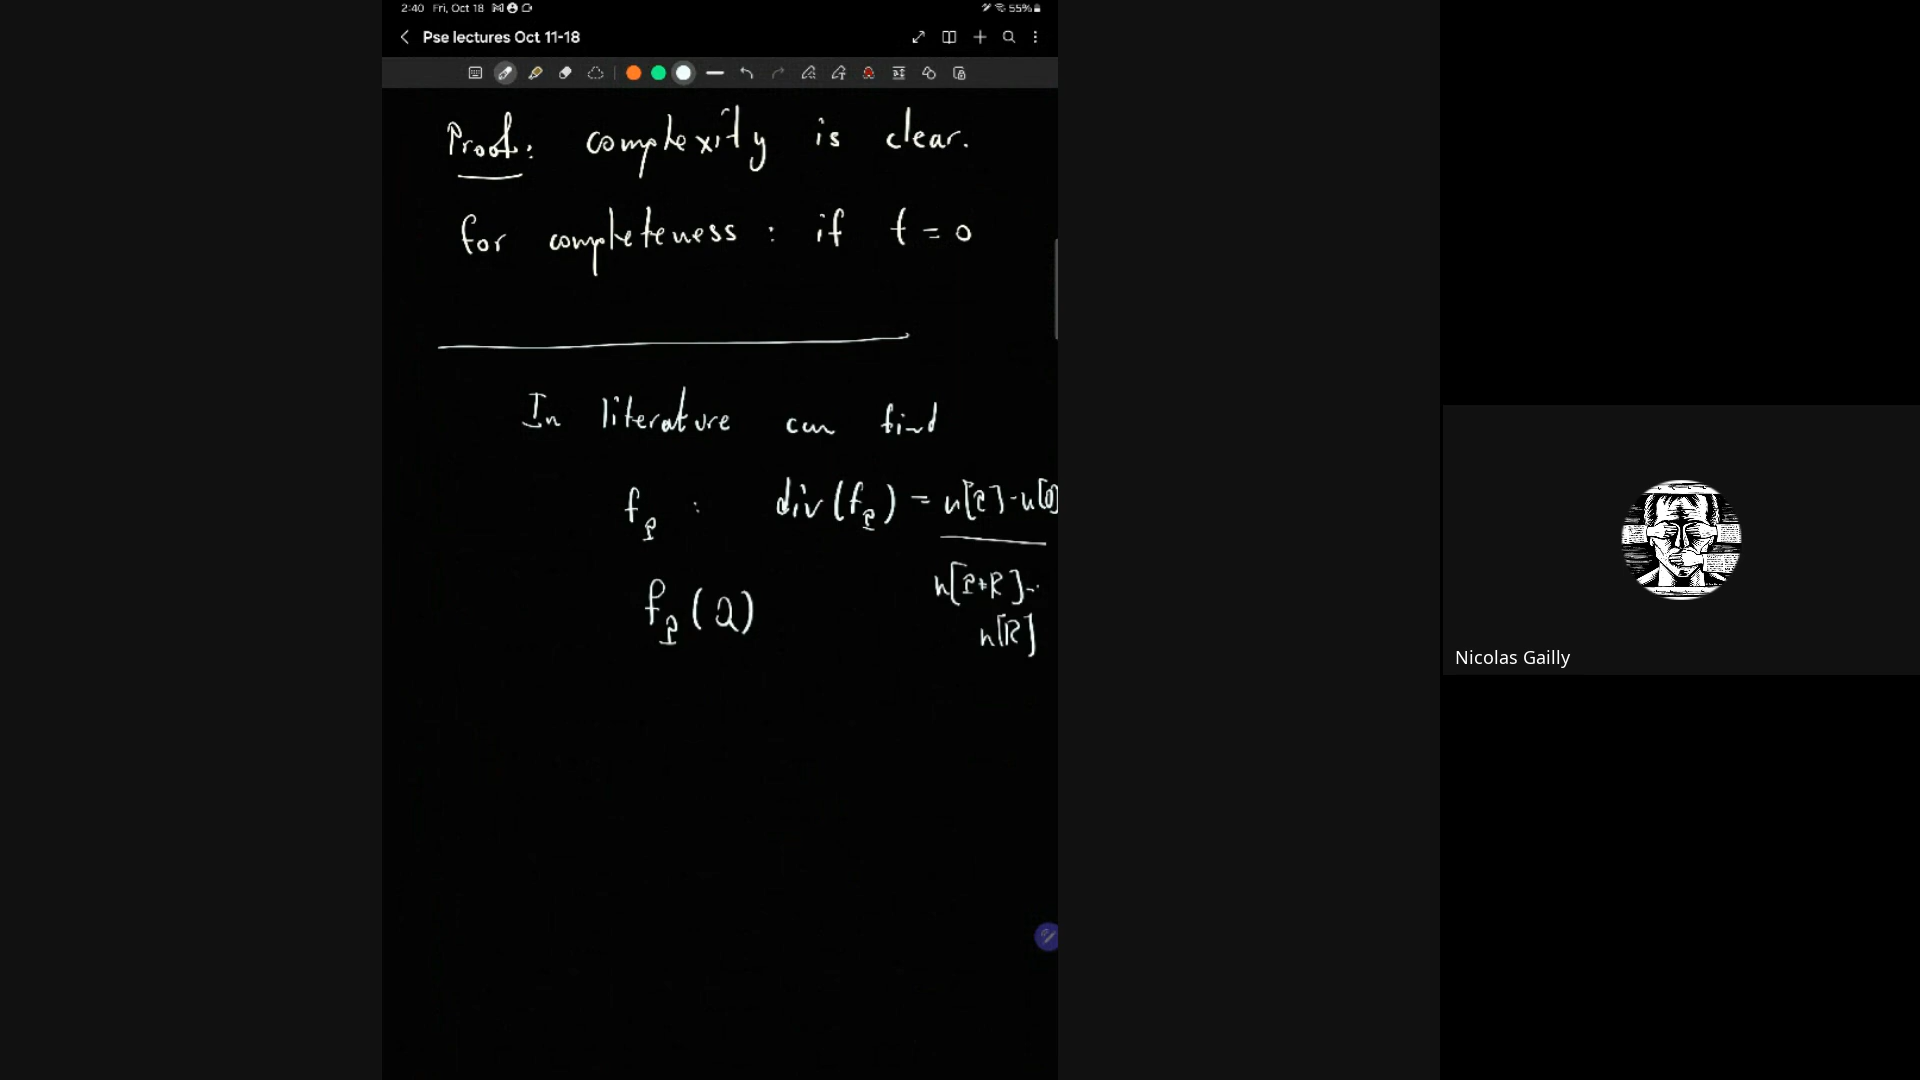 2:40 Fri, Oct 18
55%
Pse lectures Oct 11-18
Proof: complexity is clear.
for completeness : if t = 0
In literature can find
f_P : div(f_P) = n[P]-n[0]
f_P(Q)
n[P+R]-
n[R]
Nicolas Gailly